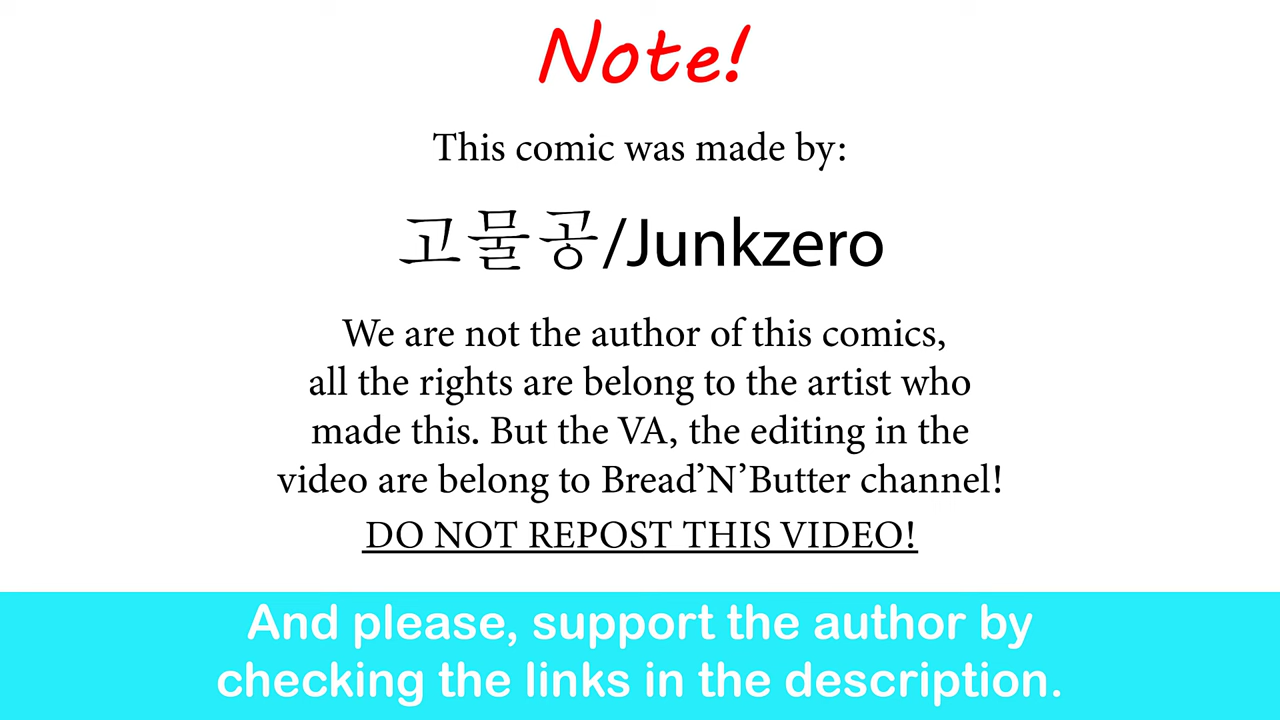 Note!
This comic was made by:
고물공/Junkzero
We are not the author of this comics,
all the rights are belong to the artist who
made this. But the VA, the editing in the
video are belong to Bread’N’Butter channel!
DO NOT REPOST THIS VIDEO!
And please, support the author by
checking the links in the description.